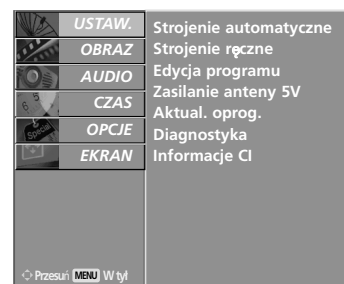 USTAW.
OBRAZ
AUDIO
CZAS
OPCJE
EKRAN
Strojenie automatyczne
Strojenie ręczne
Edycja programu
Zasilanie anteny 5V
Aktual. oprog.
Diagnostyka
Informacje CI
Przesuń MENU W tył